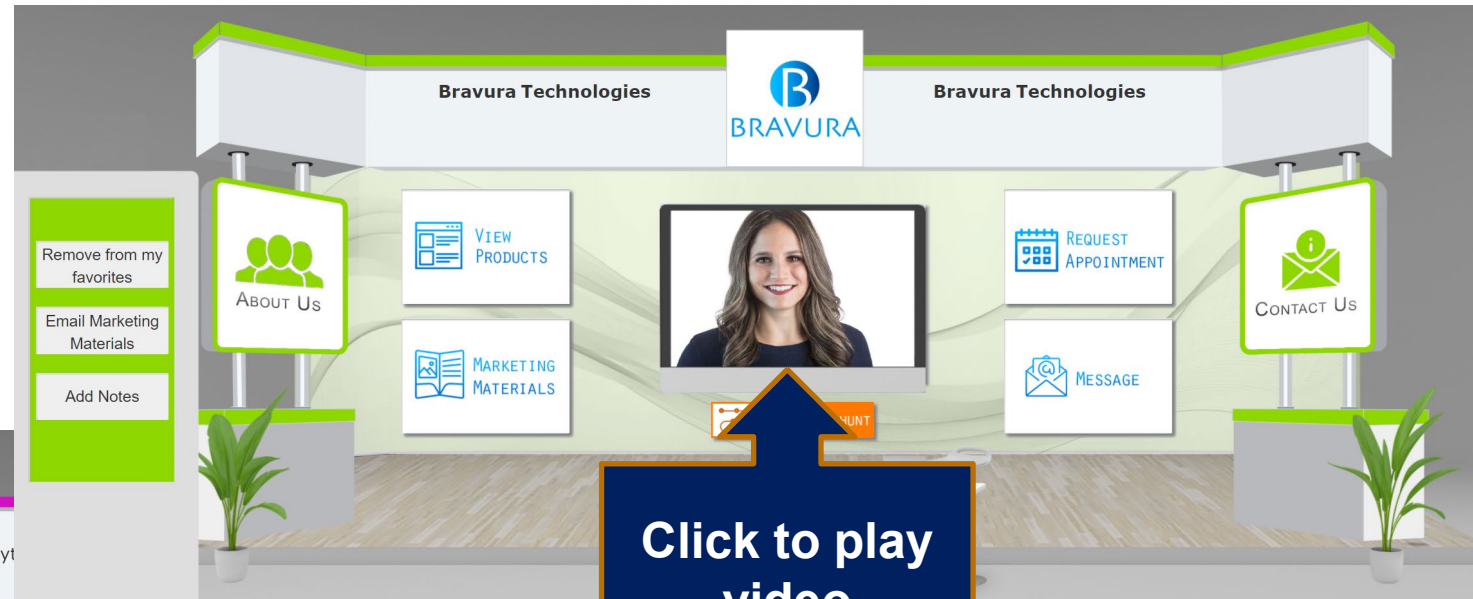 Bravura Technologies
BRAVURA
Bravura Technologies
Remove from my
favorites
Email Marketing
Materials
Add Notes
ABOUT US
VIEW
PRODUCTS
MARKETING
MATERIALS
REQUEST
APPOINTMENT
MESSAGE
CONTACT US
HUNT
Click to play
video